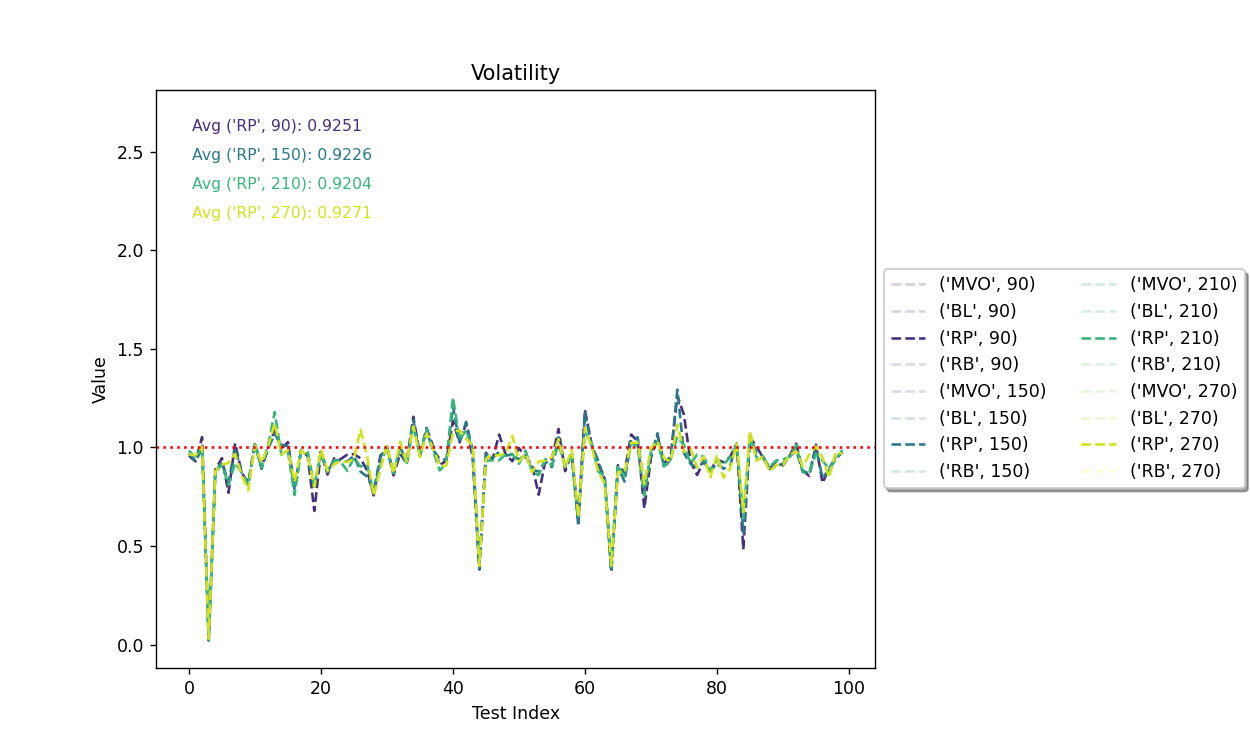 Volatility
Avg ('RP', 90): 0.9251
Avg ('RP', 150): 0.9226
Avg ('RP', 210): 0.9204
Avg ('RP', 270): 0.9271
2.5
2.0
1.5
1.0
0.5
0.0
Value
0 20 40 60 80 100
Test Index
('MVO', 90)
('BL', 90)
('RP', 90)
('RB', 90)
('MVO', 150)
('BL', 150)
('RP', 150)
('RB', 150)
('MVO', 210)
('BL', 210)
('RP', 210)
('RB', 210)
('MVO', 270)
('BL', 270)
('RP', 270)
('RB', 270)